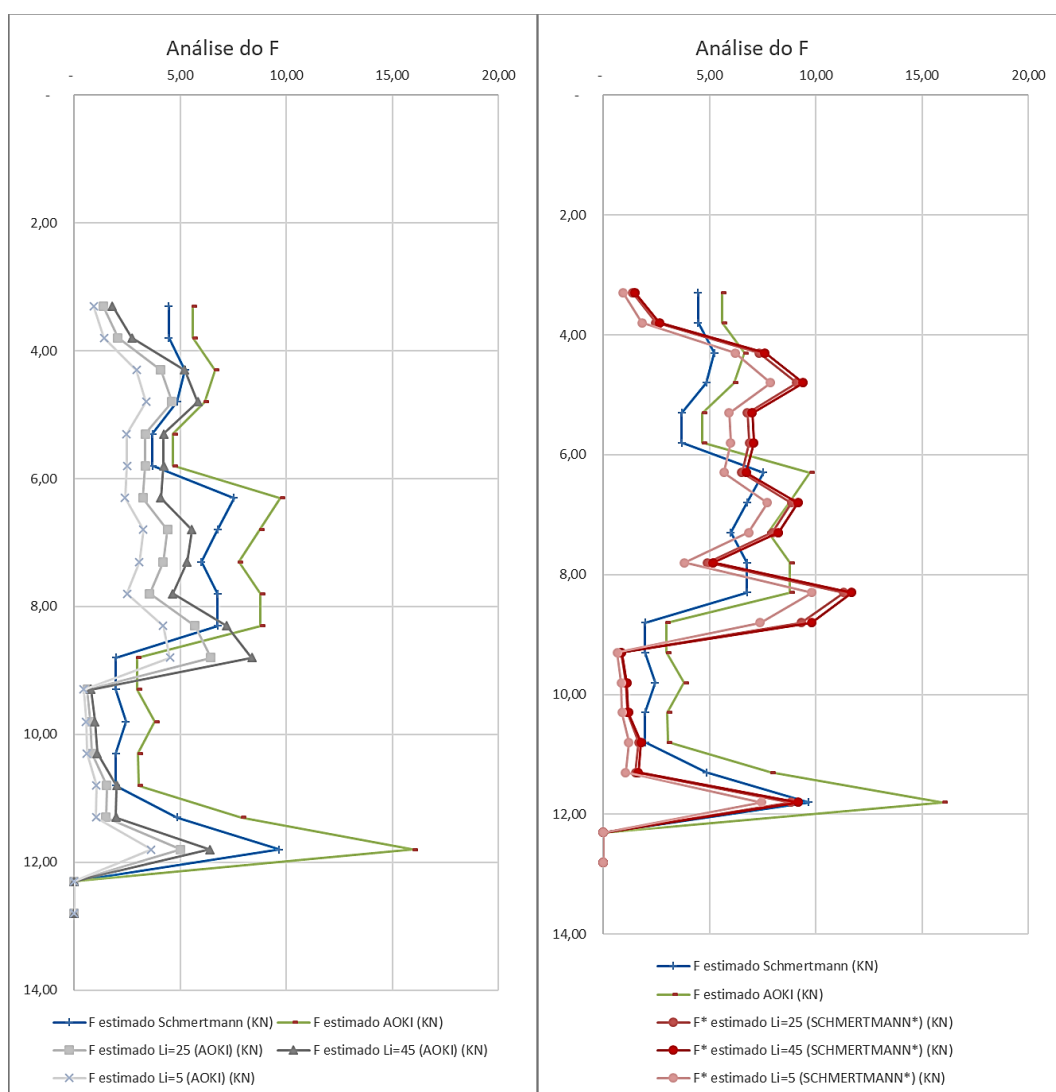 Análise do F
- 5,00 10,00 15,00 20,00
-
2,00
4,00
6,00
8,00
10,00
12,00
14,00
F estimado Schmertmann (KN) F estimado AOKI (KN)
F estimado Li=25 (AOKI) (KN) F estimado Li=45 (AOKI) (KN)
F estimado Li=5 (AOKI) (KN)
Análise do F
- 5,00 10,00 15,00 20,00
-
2,00
4,00
6,00
8,00
10,00
12,00
14,00
F estimado Schmertmann (KN)
F estimado AOKI (KN)
F* estimado Li=25 (SCHMERTMANN*) (KN)
F* estimado Li=45 (SCHMERTMANN*) (KN)
F* estimado Li=5 (SCHMERTMANN*) (KN)